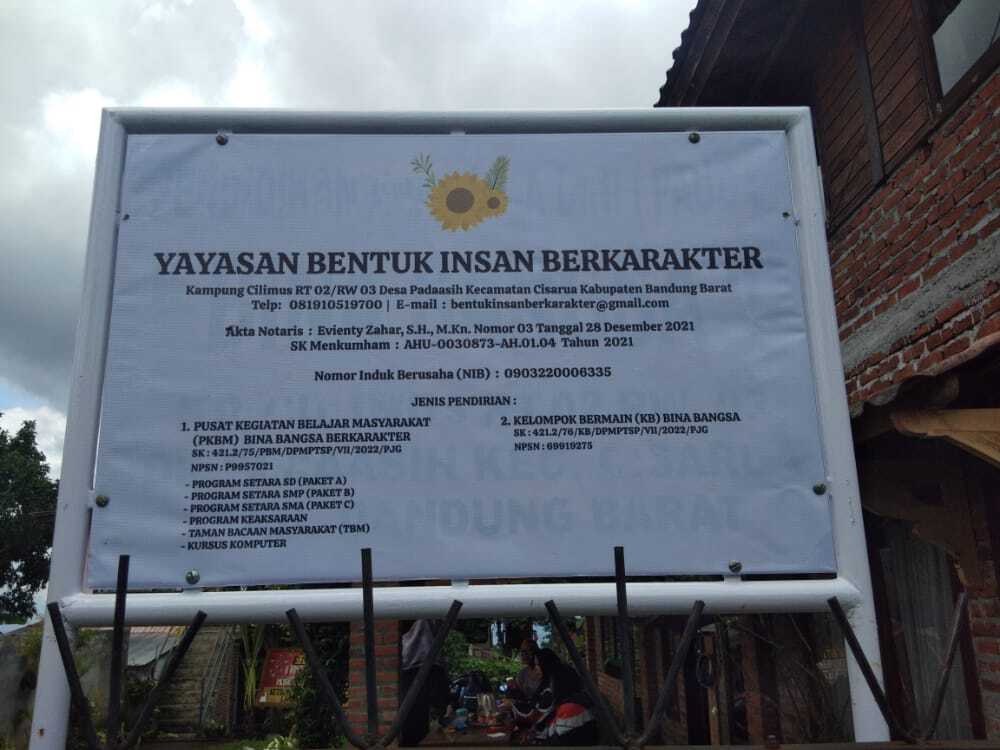 YAYASAN BENTUK INSAN BERKARAKTER
Kampung Cilimus RT 02/RW 03 Desa Padaasih Kecamatan Cisarua Kabupaten Bandung Barat
Telp: 081910519700 | E-mail : bentukinsanberkarakter@gmail.com
Akta Notaris : Evienty Zahar, S.H., M.Kn. Nomor 03 Tanggal 28 Desember 2021
SK Menkumham : AHU-0030873-AH.01.04 Tahun 2021
Nomor Induk Berusaha (NIB) : 0903220006335
JENIS PENDIRIAN :
1. PUSAT KEGIATAN BELAJAR MASYARAKAT
(PKBM) BINA BANGSA BERKARAKTER
SK : 421.2/75/PBM/DPMPTSP/VII/2022/PJG
NPSN : P9957021
- PROGRAM SETARA SD (PAKET A)
- PROGRAM SETARA SMP (PAKET B)
- PROGRAM SETARA SMA (PAKET C)
- PROGRAM KEAKSARAAN
- TAMAN BACAAN MASYARAKAT (TBM)
- KURSUS KOMPUTER
2. KELOMPOK BERMAIN (KB) BINA BANGSA
SK : 421.2/76/KB/DPMPTSP/VII/2022/PJG
NPSN : 69919275